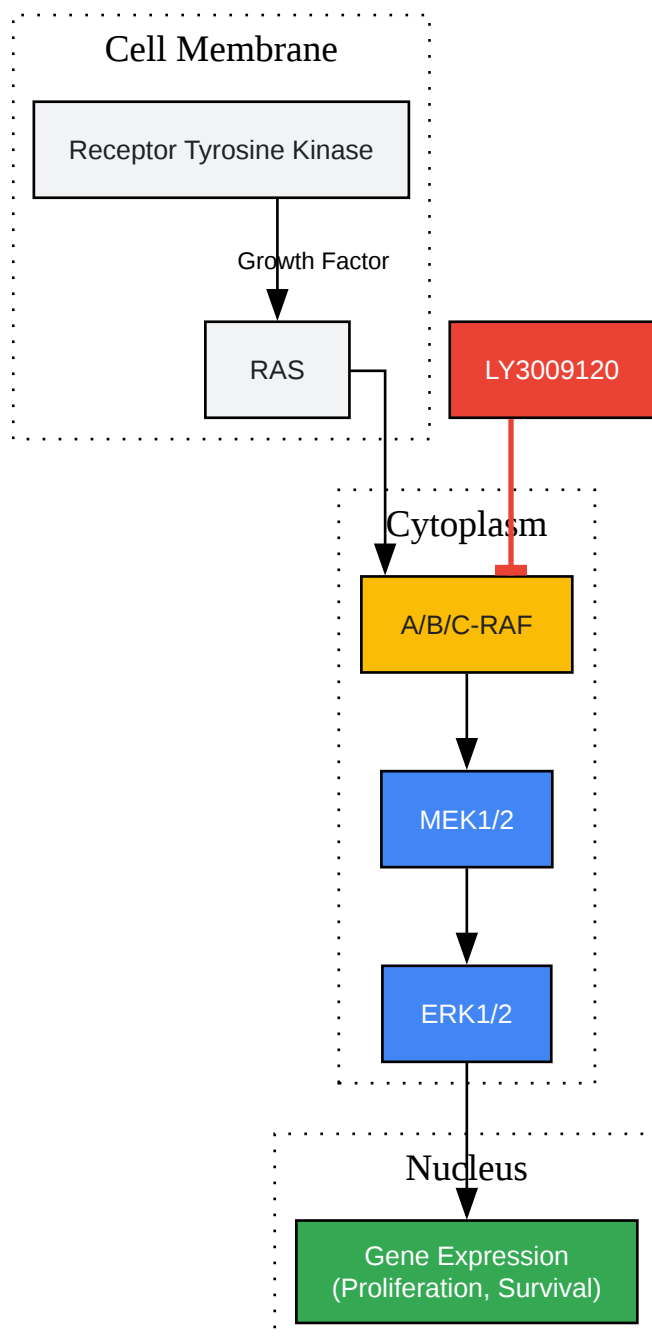 Cell Membrane
Receptor Tyrosine Kinase
Growth Factor
RAS
LY3009120
Cytoplasm
A/B/C-RAF
MEK1/2
ERK1/2
Nucleus
Gene Expression
(Proliferation, Survival)